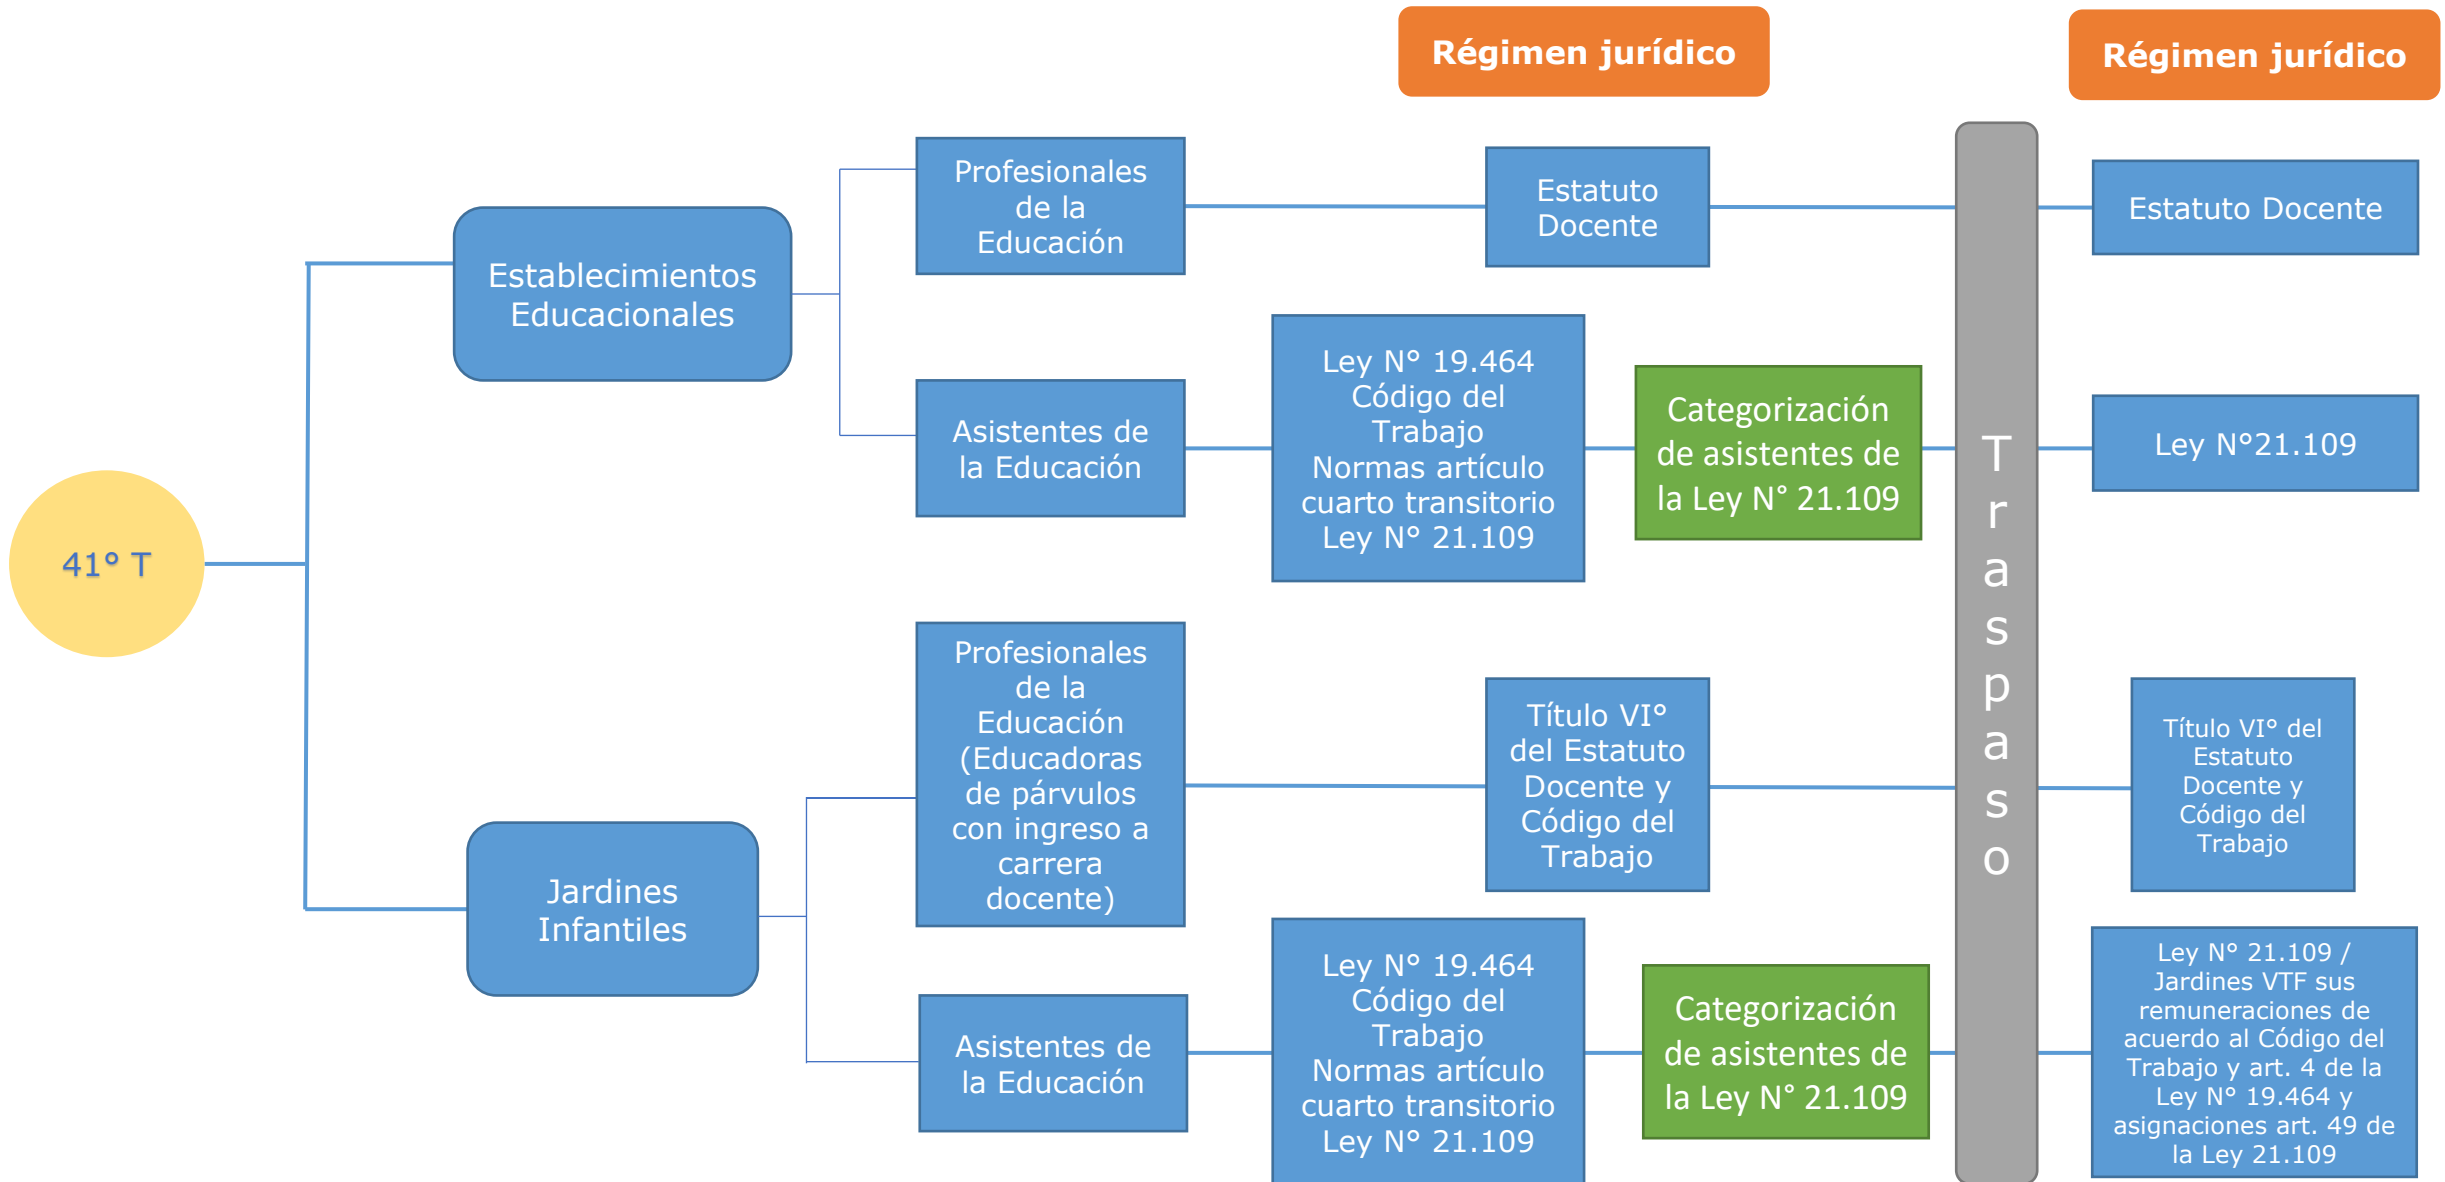 Régimen jurídico
Régimen jurídico
41° T
Establecimientos
Educacionales
Profesionales
de la
Educación
Estatuto
Docente
Estatuto Docente
Asistentes de
la Educación
Ley N° 19.464
Código del
Trabajo
Normas artículo
cuarto transitorio
Ley N° 21.109
Categorización
de asistentes de
la Ley N° 21.109
Ley N°21.109
T
r
a
s
p
a
s
o
Jardines
Infantiles
Profesionales
de la
Educación
(Educadoras
de párvulos
con ingreso a
carrera
docente)
Título VI°
del Estatuto
Docente y
Código del
Trabajo
Título VI° del
Estatuto
Docente y
Código del
Trabajo
Asistentes de
la Educación
Ley N° 19.464
Código del
Trabajo
Normas artículo
cuarto transitorio
Ley N° 21.109
Categorización
de asistentes de
la Ley N° 21.109
Ley N° 21.109 /
Jardines VTF sus
remuneraciones de
acuerdo al Código del
Trabajo y art. 4 de la
Ley N° 19.464 y
asignaciones art. 49 de
la Ley 21.109